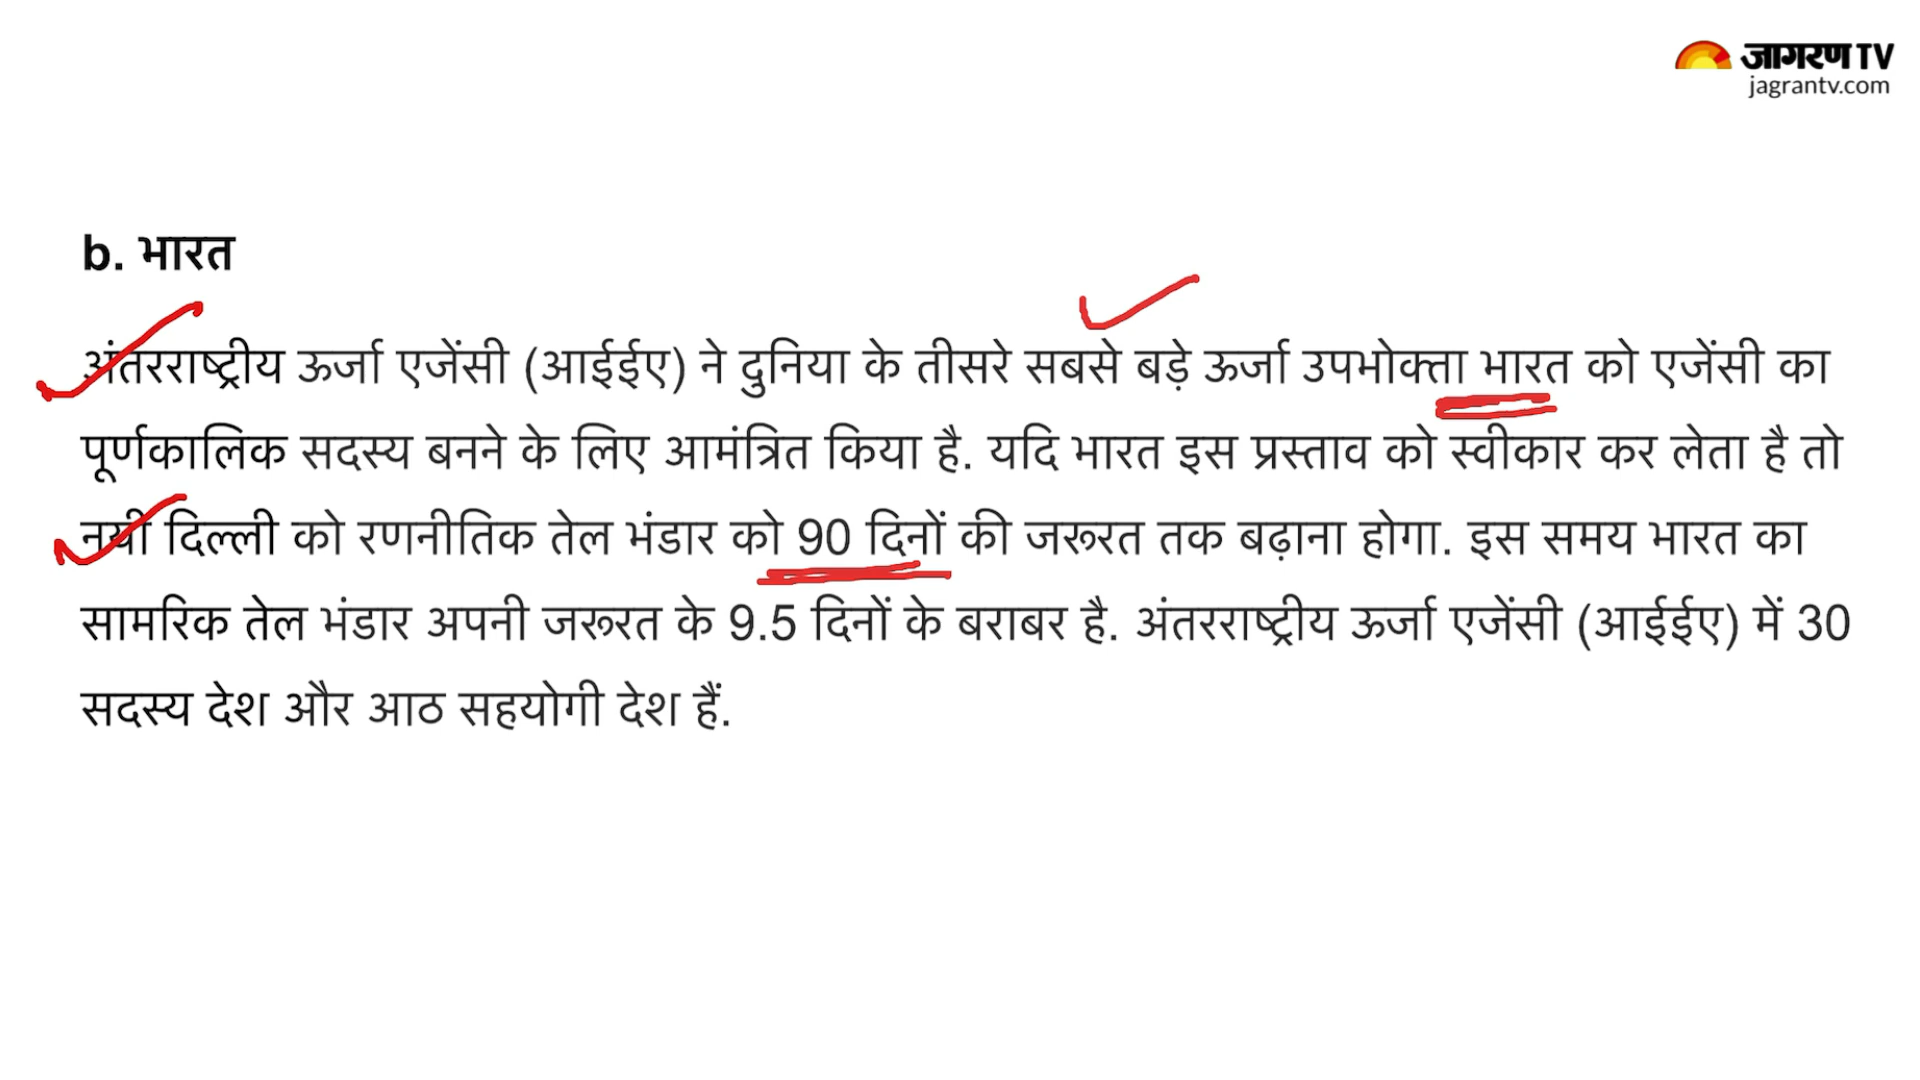 जागरण TV
jagrantv.com
b. भारत
अंतरराष्ट्रीय ऊर्जा एजेंसी (आईईए) ने दुनिया के तीसरे सबसे बड़े ऊर्जा उपभोक्ता भारत को एजेंसी का
पूर्णकालिक सदस्य बनने के लिए आमंत्रित किया है. यदि भारत इस प्रस्ताव को स्वीकार कर लेता है तो
नयी दिल्ली को रणनीतिक तेल भंडार को 90 दिनों की जरूरत तक बढ़ाना होगा. इस समय भारत का
सामरिक तेल भंडार अपनी जरूरत के 9.5 दिनों के बराबर है. अंतरराष्ट्रीय ऊर्जा एजेंसी (आईईए) में 30
सदस्य देश और आठ सहयोगी देश हैं.